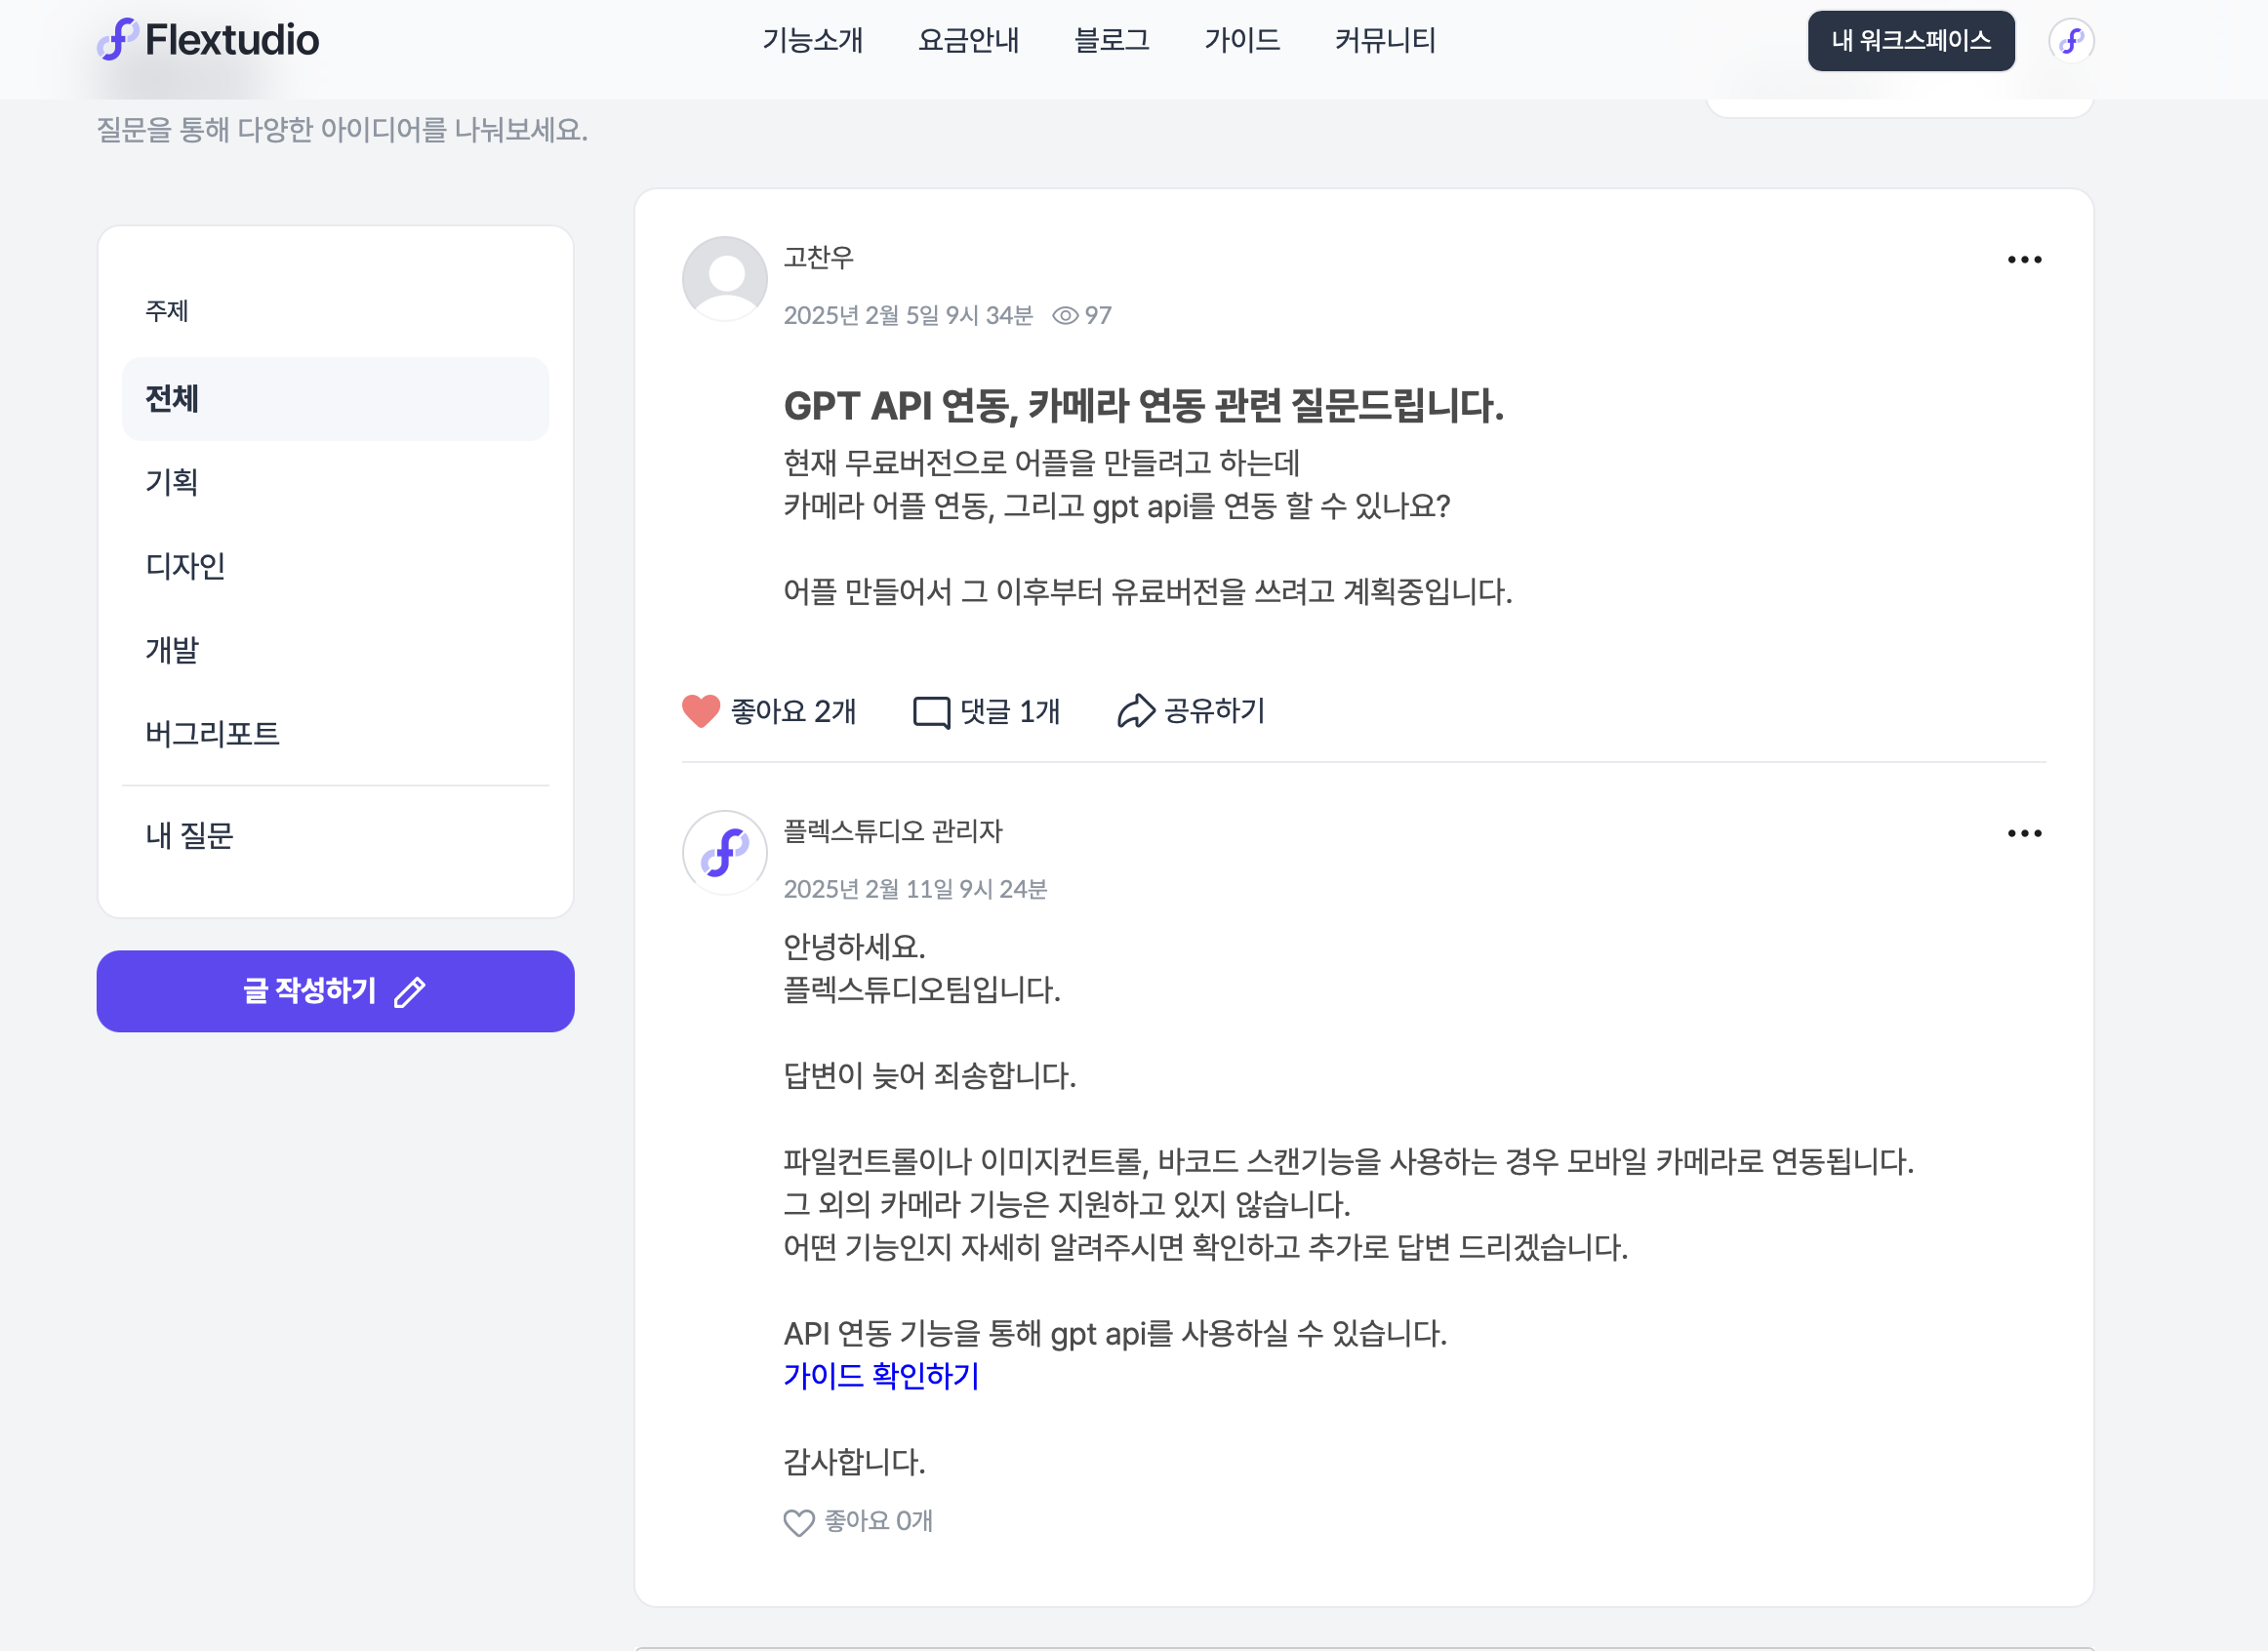 Flextudio
기능소개
요금안내
블로그
가이드
커뮤니티
내 워크스페이스
질문을 통해 다양한 아이디어를 나눠보세요.
주제
전체
기획
디자인
개발
버그리포트
내 질문
글 작성하기
고찬우
2025년 2월 5일 9시 34분 97
GPT API 연동, 카메라 연동 관련 질문드립니다.
현재 무료버전으로 어플을 만들려고 하는데
카메라 어플 연동, 그리고 gpt api를 연동 할 수 있나요?
어플 만들어서 그 이후부터 유료버전을 쓰려고 계획중입니다.
좋아요 2개
댓글 1개
공유하기
플렉스튜디오 관리자
2025년 2월 11일 9시 24분
안녕하세요.
플렉스튜디오팀입니다.
답변이 늦어 죄송합니다.
파일컨트롤이나 이미지컨트롤, 바코드 스캔기능을 사용하는 경우 모바일 카메라로 연동됩니다.
그 외의 카메라 기능은 지원하고 있지 않습니다.
어떤 기능인지 자세히 알려주시면 확인하고 추가로 답변 드리겠습니다.
API 연동 기능을 통해 gpt api를 사용하실 수 있습니다.
가이드 확인하기
감사합니다.
좋아요 0개